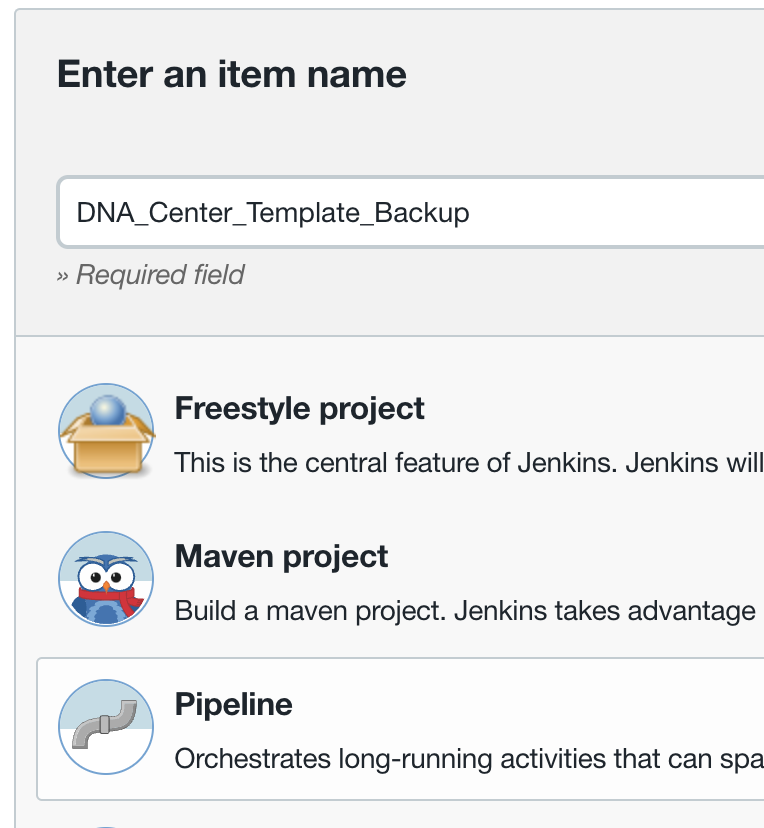 Enter an item name
DNA_Center_Template_Backup
» Required field
Freestyle project
This is the central feature of Jenkins. Jenkins will
Maven project
Build a maven project. Jenkins takes advantage
Pipeline
Orchestrates long-running activities that can spa